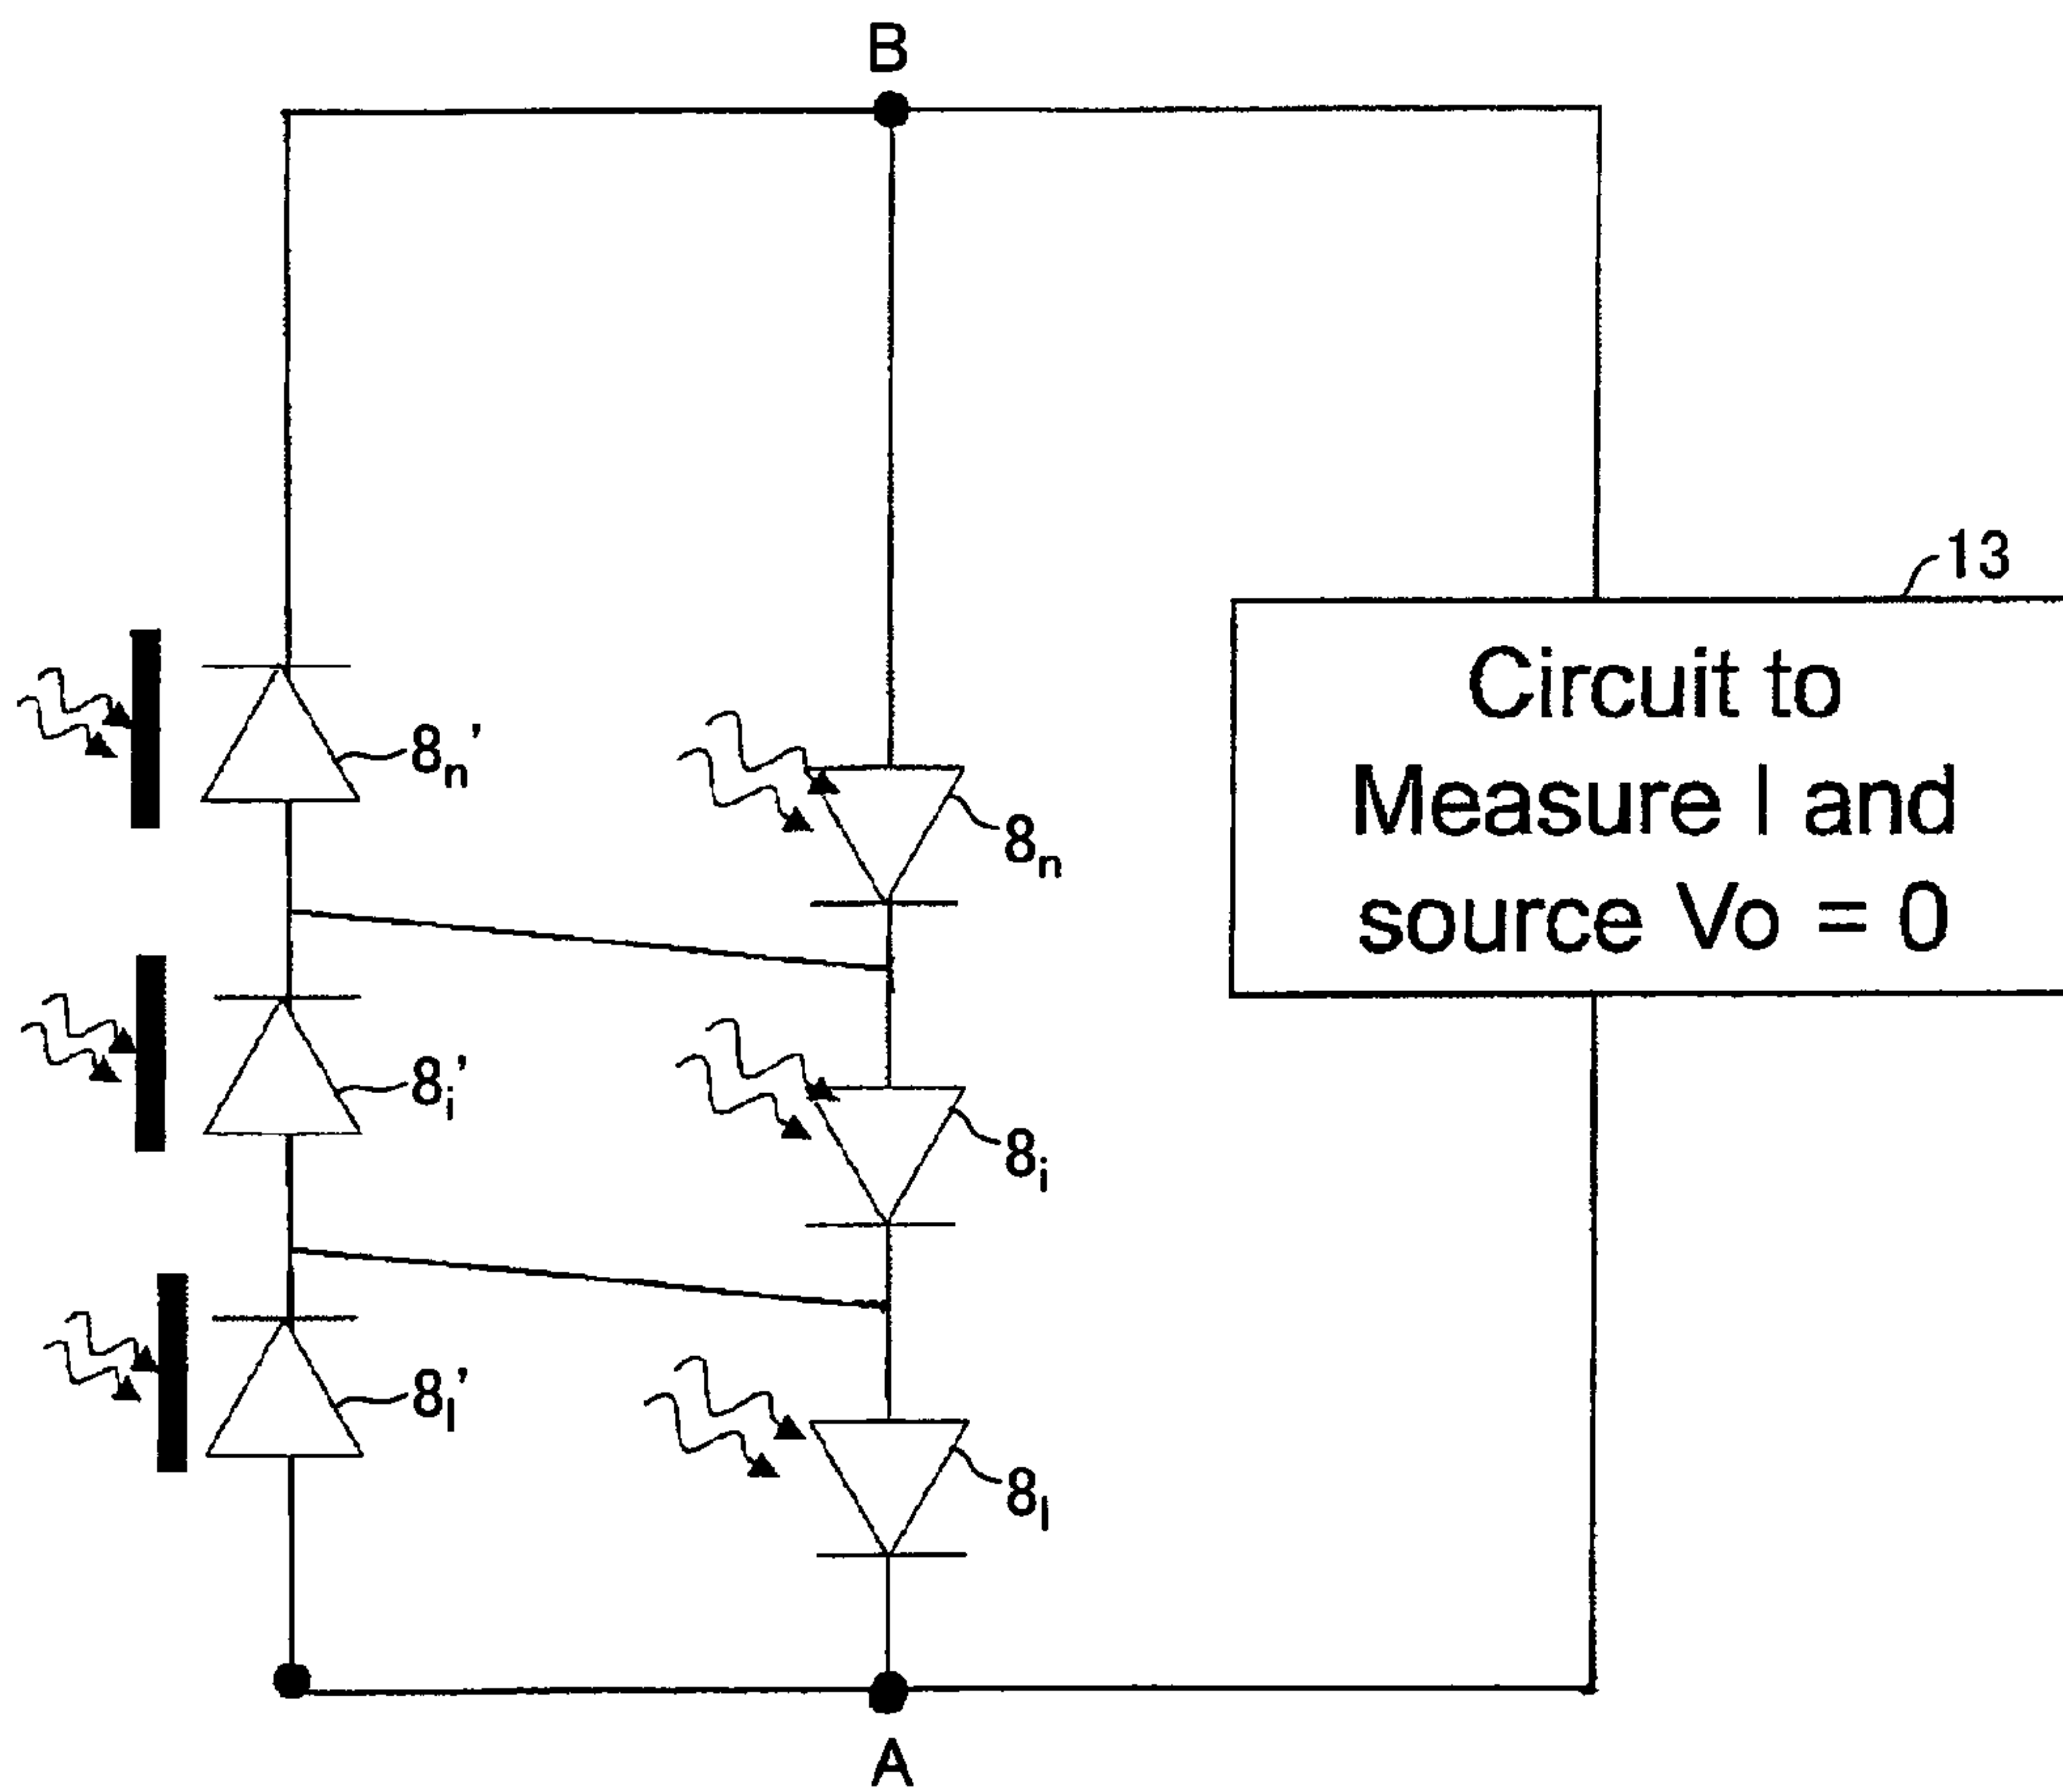 B
13
Circuit to
Measure I and
source Vo = 0
8n'
8n
8i'
8i
8l'
8l
A